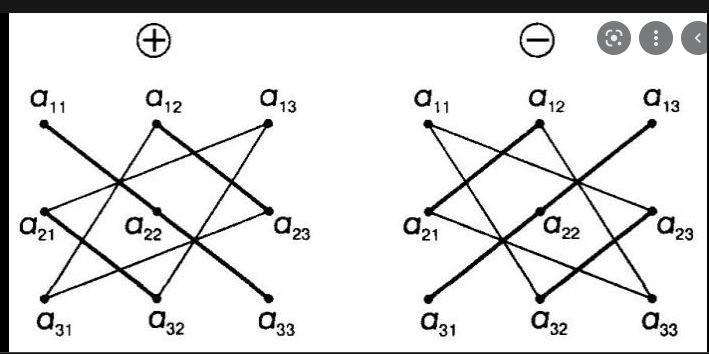 ⊕ ⊖
a₁₁ a₁₂ a₁₃ a₁₁ a₁₂ a₁₃
a₂₁ a₂₂ a₂₃ a₂₁ a₂₂ a₂₃
a₃₁ a₃₂ a₃₃ a₃₁ a₃₂ a₃₃